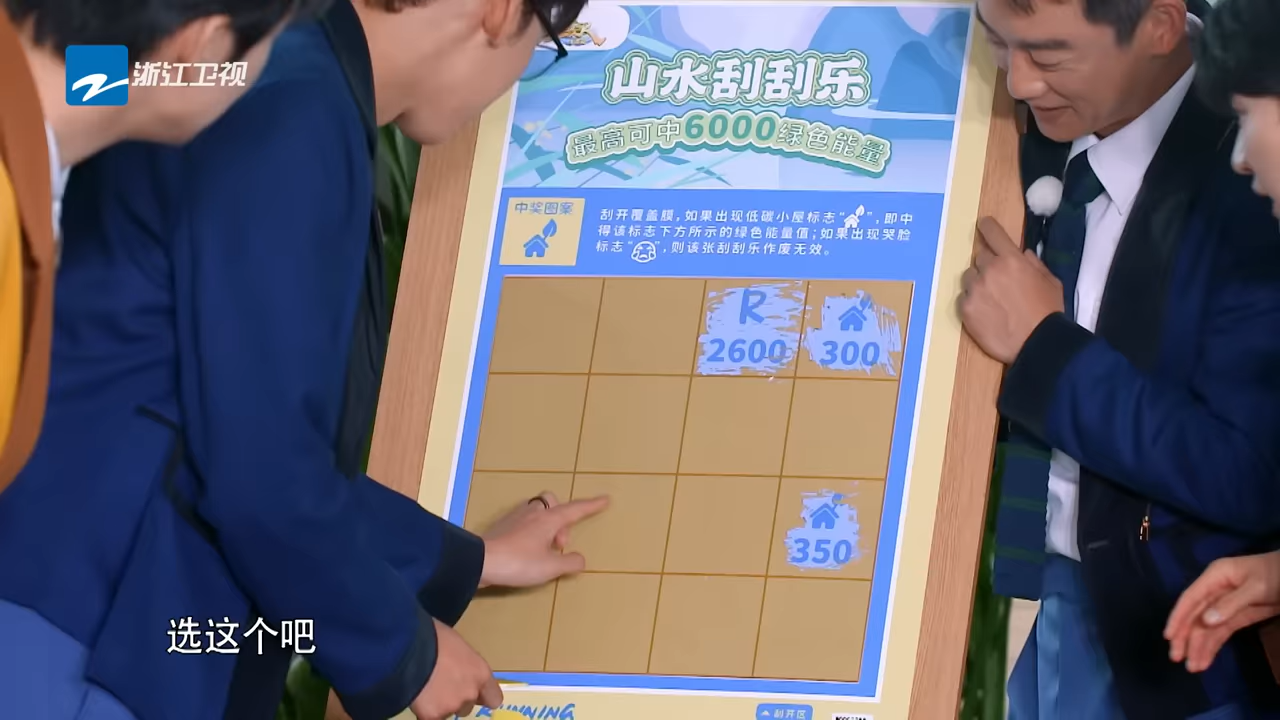 浙江卫视
山水刮刮乐
最高可中6000绿色能量
中奖图案
刮开覆盖膜,如果出现低碳小屋标志“ ”,即中
得该标志下方所示的绿色能量值;如果出现哭脸
标志“ ”,则该张刮刮乐作废无效。
R
2600
300
350
选这个吧
RUNNING
刮开区